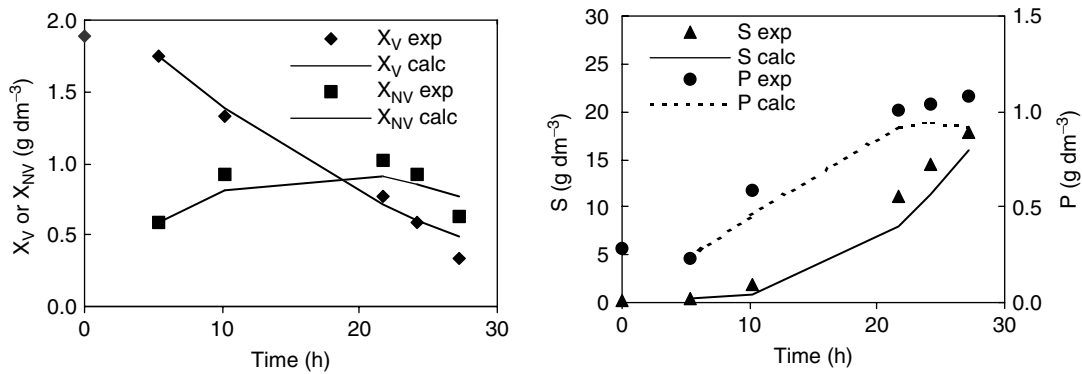 2.0
1.5
1.0
0.5
0.0
X_V or X_NV (g dm⁻³)
X_V exp
X_V calc
X_NV exp
X_NV calc
0
10
20
30
Time (h)
30
25
20
15
10
5
0
S (g dm⁻³)
S exp
S calc
P exp
P calc
1.5
1.0
0.5
0.0
P (g dm⁻³)
0
10
20
30
Time (h)